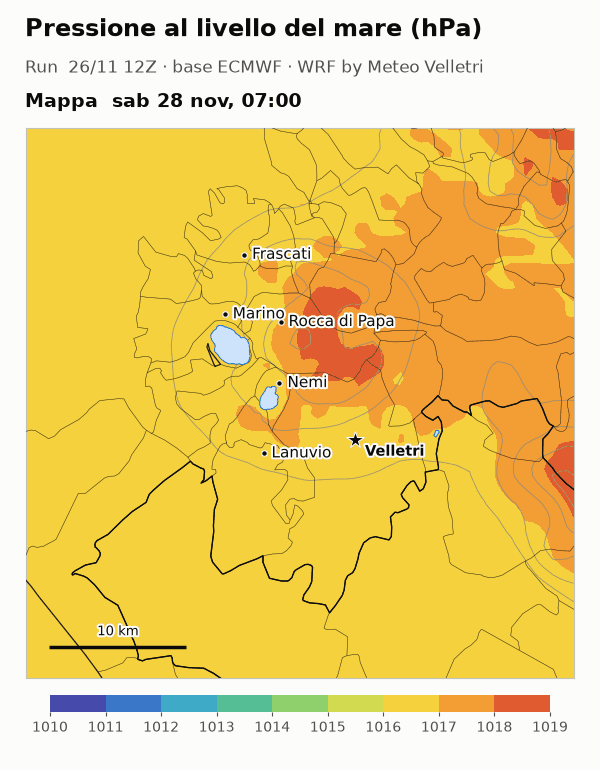 Pressione al livello del mare (hPa)
Run  26/11 12Z · base ECMWF · WRF by Meteo Velletri
Mappa  sab 28 nov, 07:00
Frascati
Marino
Rocca di Papa
Nemi
Velletri
Lanuvio
10 km
1010 1011 1012 1013 1014 1015 1016 1017 1018 1019